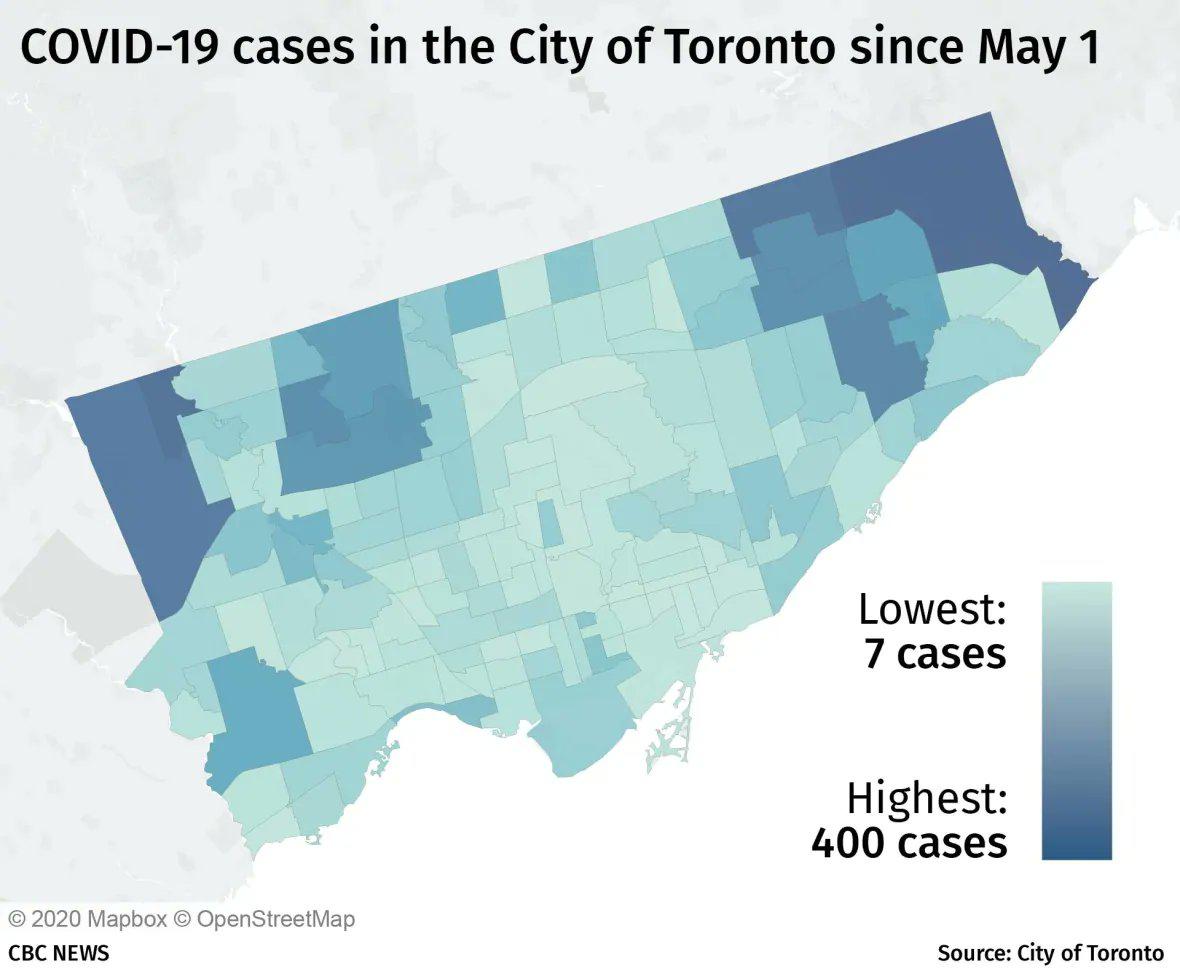 COVID-19 cases in the City of Toronto since May 1
Lowest:
7 cases
Highest:
400 cases
© 2020 Mapbox © OpenStreetMap
CBC NEWS
Source: City of Toronto